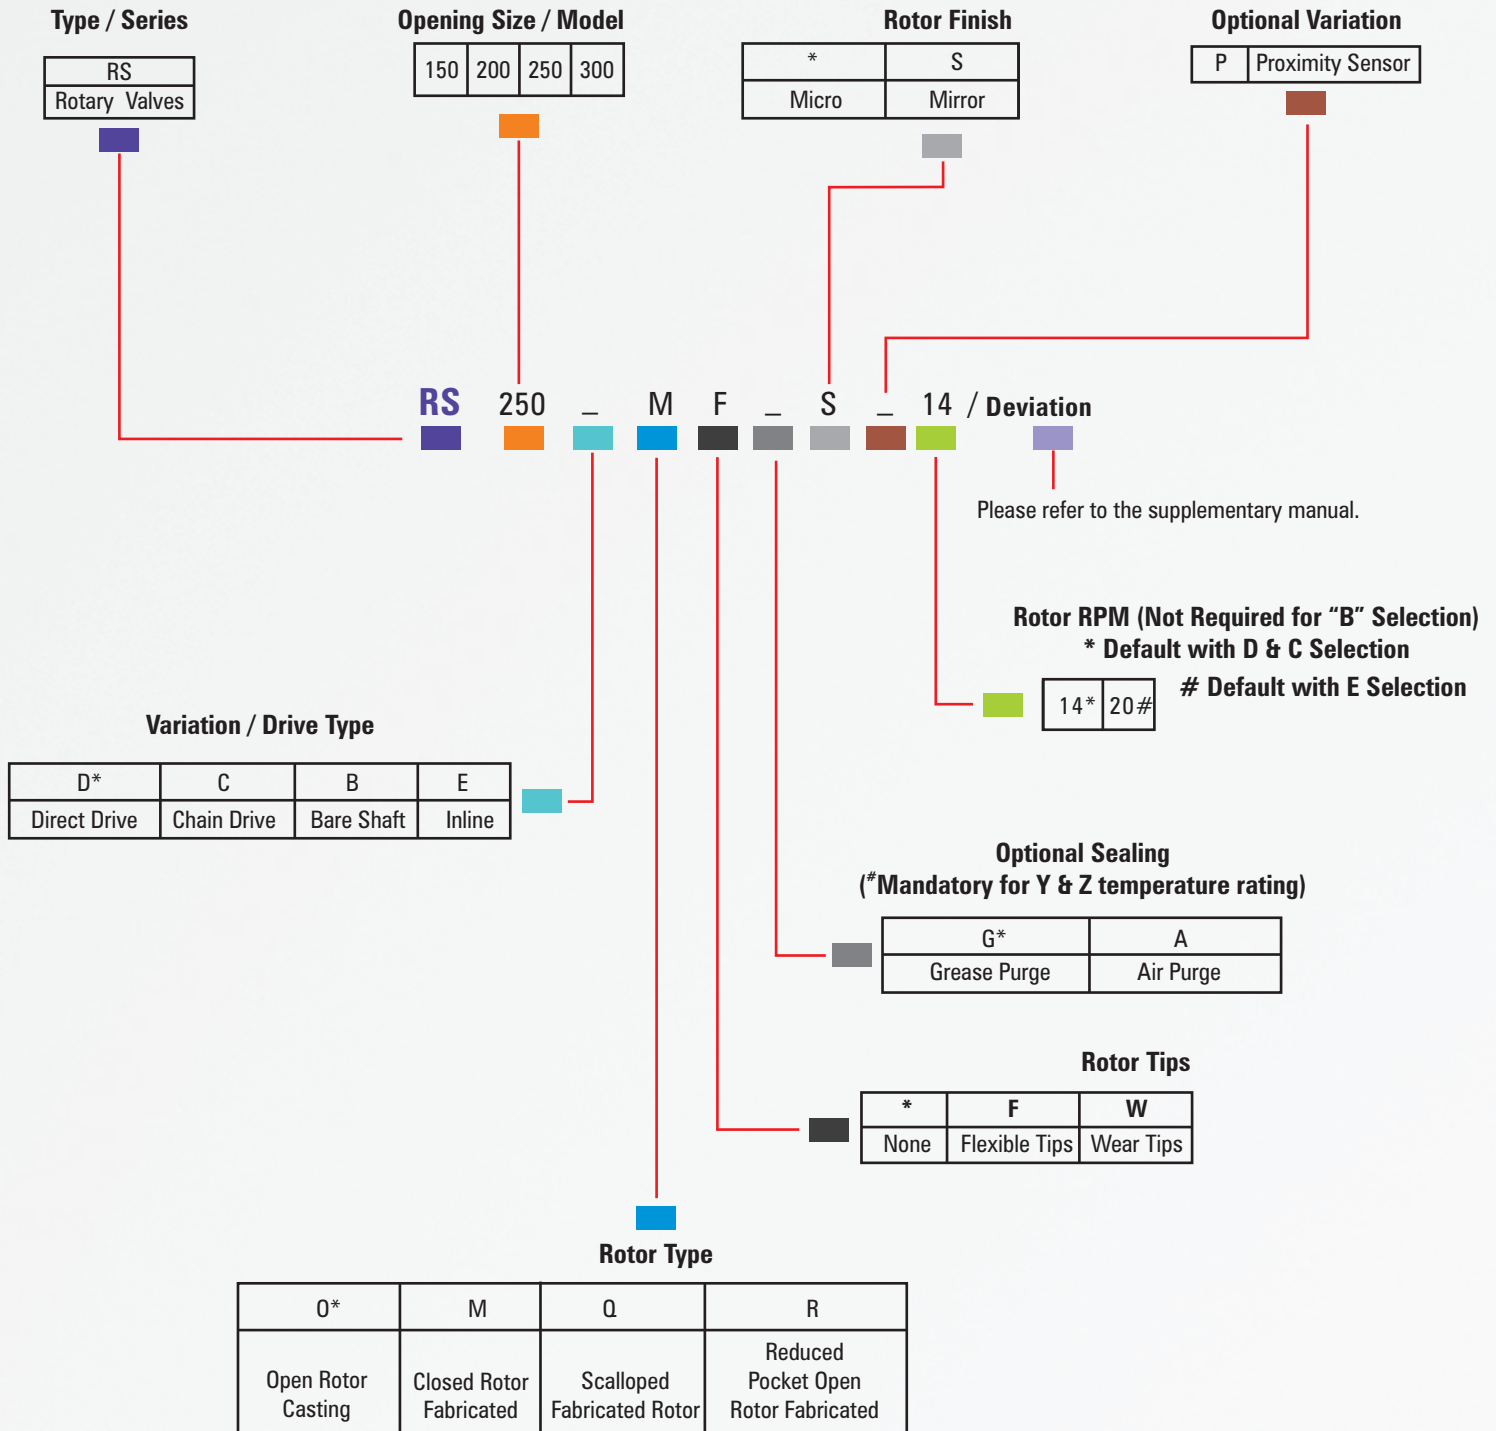 Type / Series
Opening Size / Model
Rotor Finish
Optional Variation
RS
Rotary Valves
150 200 250 300
* S
Micro Mirror
P Proximity Sensor
RS 250 _ M F _ S _ 14 / Deviation
Please refer to the supplementary manual.
Rotor RPM (Not Required for “B” Selection)
* Default with D & C Selection
# Default with E Selection
14* 20#
Variation / Drive Type
D* C B E
Direct Drive Chain Drive Bare Shaft Inline
Optional Sealing
(#Mandatory for Y & Z temperature rating)
G* A
Grease Purge Air Purge
Rotor Tips
* F W
None Flexible Tips Wear Tips
Rotor Type
O* M Q R
Open Rotor
Casting
Closed Rotor
Fabricated
Scalloped
Fabricated Rotor
Reduced
Pocket Open
Rotor Fabricated